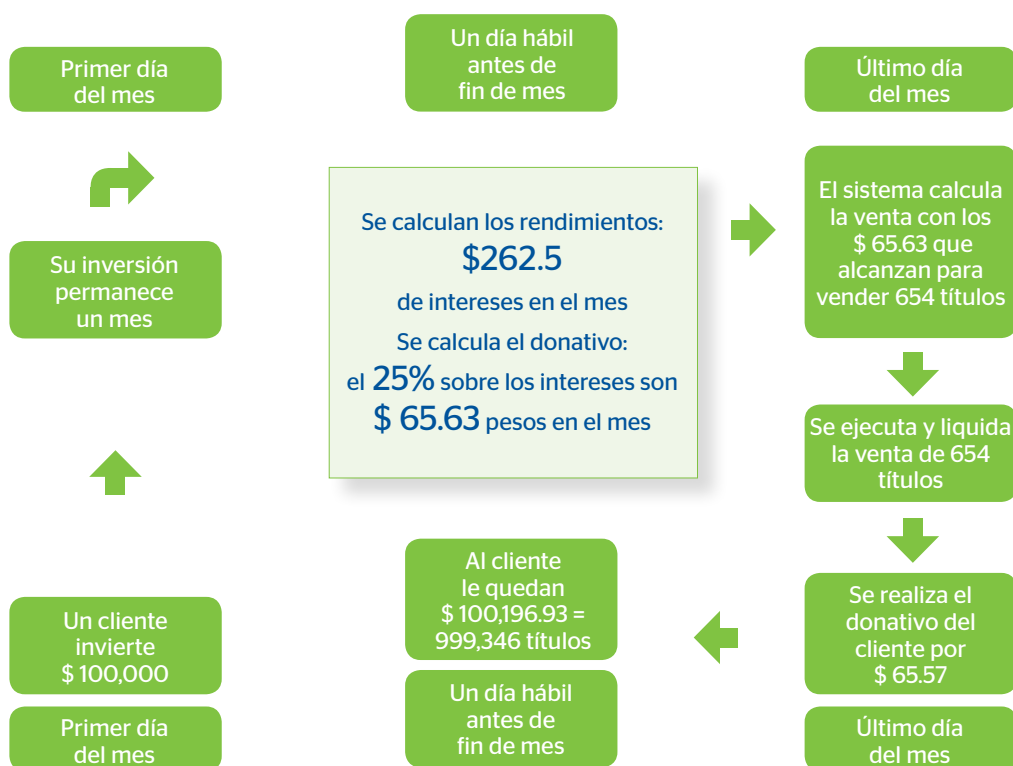 Primer día
del mes
Un día hábil
antes de
fin de mes
Último día
del mes
Su inversión
permanece
un mes
Se calculan los rendimientos:
$262.5
de intereses en el mes
Se calcula el donativo:
el 25% sobre los intereses son
$ 65.63 pesos en el mes
El sistema calcula
la venta con los
$ 65.63 que
alcanzan para
vender 654 títulos
Se ejecuta y liquida
la venta de 654
títulos
Un cliente
invierte
$ 100,000
Primer día
del mes
Al cliente
le quedan
$ 100,196.93 =
999,346 títulos
Un día hábil
antes de
fin de mes
Se realiza el
donativo del
cliente por
$ 65.57
Último día
del mes